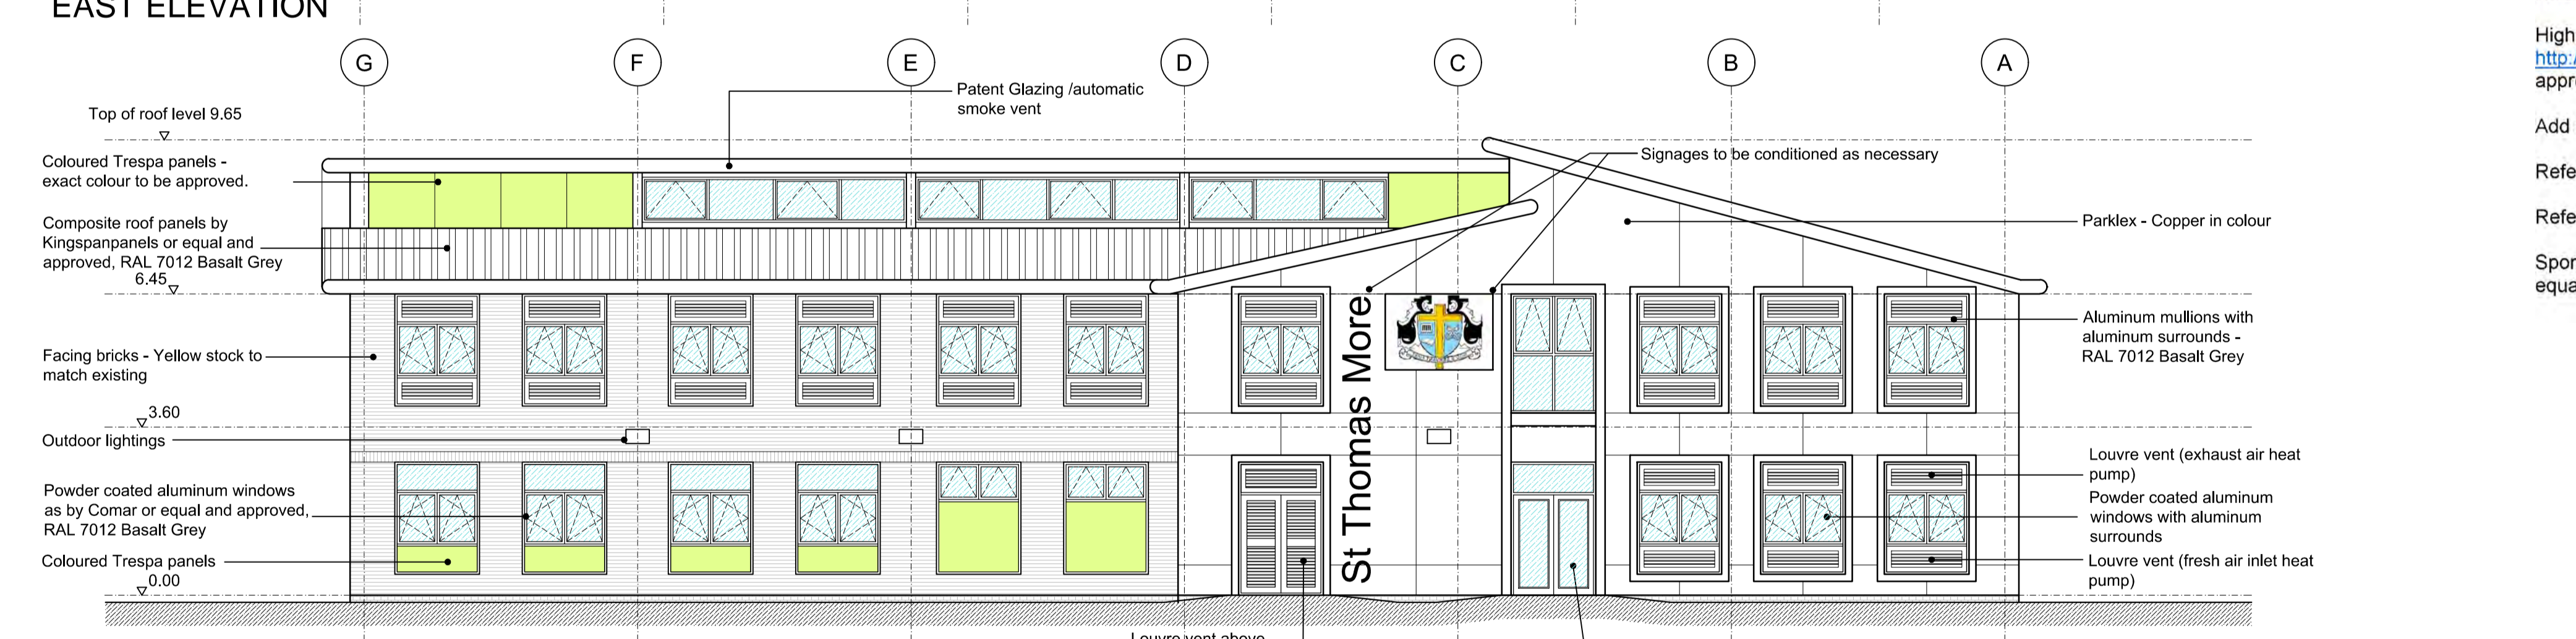 EAST ELEVATION
G
F
E
D
C
B
A
High
http:/
appr
Add
Refe
Refe
Spor
equa
Patent Glazing /automatic
smoke vent
Top of roof level 9.65
Coloured Trespa panels -
exact colour to be approved.
Signages to be conditioned as necessary
Composite roof panels by
Kingspanpanels or equal and
approved, RAL 7012 Basalt Grey
6.45
Parklex - Copper in colour
Facing bricks - Yellow stock to
match existing
St Thomas More
Aluminum mullions with
aluminum surrounds -
RAL 7012 Basalt Grey
3.60
Outdoor lightings
Louvre vent (exhaust air heat
pump)
Powder coated aluminum windows
as by Comar or equal and approved,
RAL 7012 Basalt Grey
Powder coated aluminum
windows with aluminum
surrounds
Coloured Trespa panels
Louvre vent (fresh air inlet heat
pump)
0.00
Louvre vent above